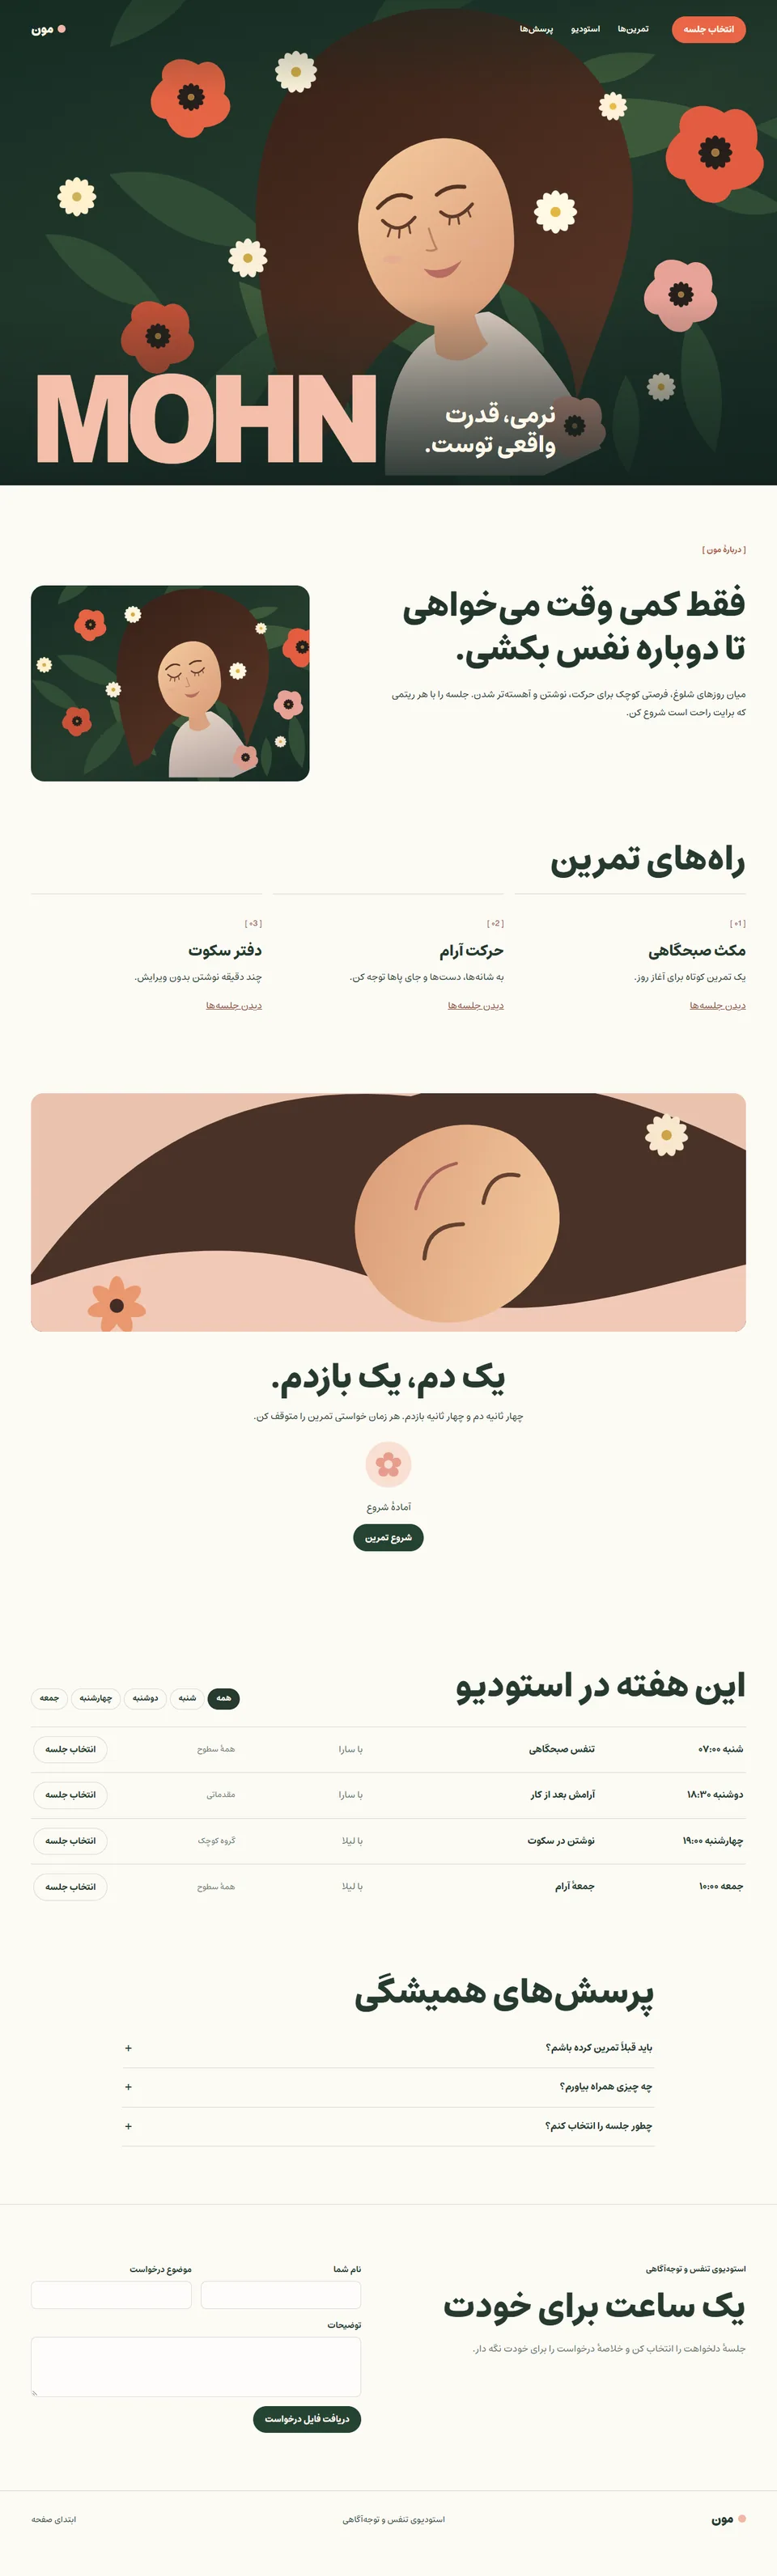 انتخاب جلسه
تمرین‌ها
استودیو
پرسش‌ها
مون
نرمی، قدرت
واقعی توست.
MOHN
[ دربارهٔ مون ]
فقط کمی وقت می‌خواهی
تا دوباره نفس بکشی.
میان روزهای شلوغ، فرصتی کوچک برای حرکت، نوشتن و آهسته‌تر شدن. جلسه را با هر ریتمی
که برایت راحت است شروع کن.
راه‌های تمرین
[ ۰۱ ]
مکث صبحگاهی
یک تمرین کوتاه برای آغاز روز.
دیدن جلسه‌ها
[ ۰۲ ]
حرکت آرام
به شانه‌ها، دست‌ها و جای پاها توجه کن.
دیدن جلسه‌ها
[ ۰۳ ]
دفتر سکوت
چند دقیقه نوشتن بدون ویرایش.
دیدن جلسه‌ها
یک دم، یک بازدم.
چهار ثانیه دم و چهار ثانیه بازدم. هر زمان خواستی تمرین را متوقف کن.
آمادهٔ شروع
شروع تمرین
این هفته در استودیو
همه شنبه دوشنبه چهارشنبه جمعه
شنبه ۰۷:۰۰ تنفس صبحگاهی با سارا همهٔ سطوح انتخاب جلسه
دوشنبه ۱۸:۳۰ آرامش بعد از کار با سارا مقدماتی انتخاب جلسه
چهارشنبه ۱۹:۰۰ نوشتن در سکوت با لیلا گروه کوچک انتخاب جلسه
جمعه ۱۰:۰۰ جمعهٔ آرام با لیلا همهٔ سطوح انتخاب جلسه
پرسش‌های همیشگی
باید قبلاً تمرین کرده باشم؟ +
چه چیزی همراه بیاورم؟ +
چطور جلسه را انتخاب کنم؟ +
استودیوی تنفس و توجه‌آگاهی
یک ساعت برای خودت
جلسهٔ دلخواهت را انتخاب کن و خلاصهٔ درخواست را برای خودت نگه دار.
نام شما
موضوع درخواست
توضیحات
دریافت فایل درخواست
مون
استودیوی تنفس و توجه‌آگاهی
ابتدای صفحه